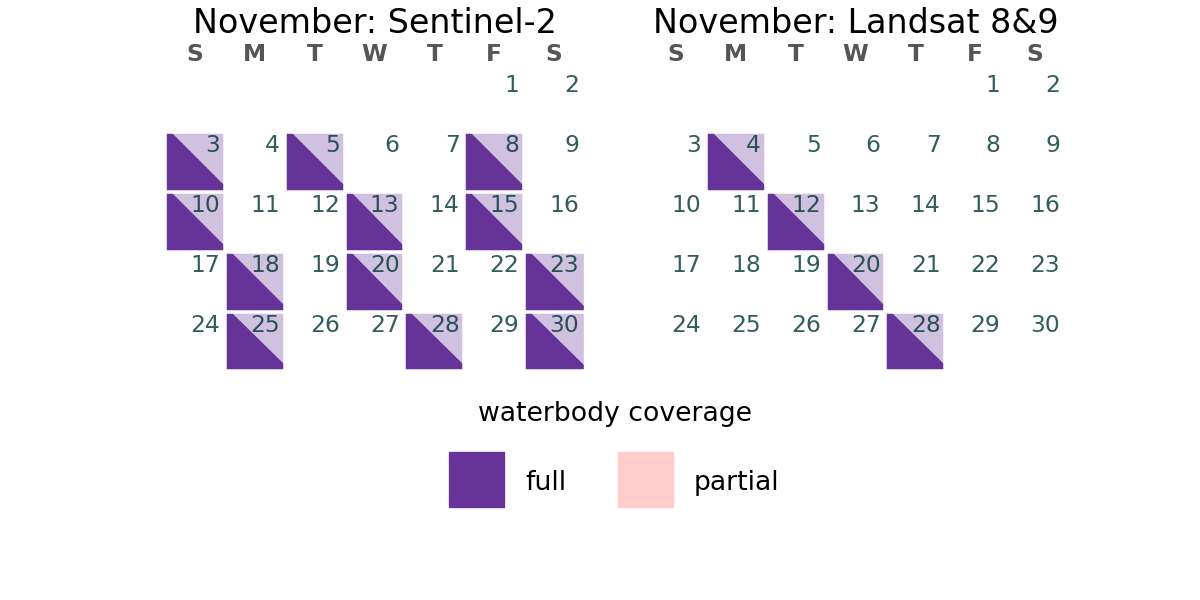 November: Sentinel-2
S M T W T F S
1 2
3 4 5 6 7 8 9
10 11 12 13 14 15 16
17 18 19 20 21 22 23
24 25 26 27 28 29 30
November: Landsat 8&9
S M T W T F S
1 2
3 4 5 6 7 8 9
10 11 12 13 14 15 16
17 18 19 20 21 22 23
24 25 26 27 28 29 30
waterbody coverage
full
partial